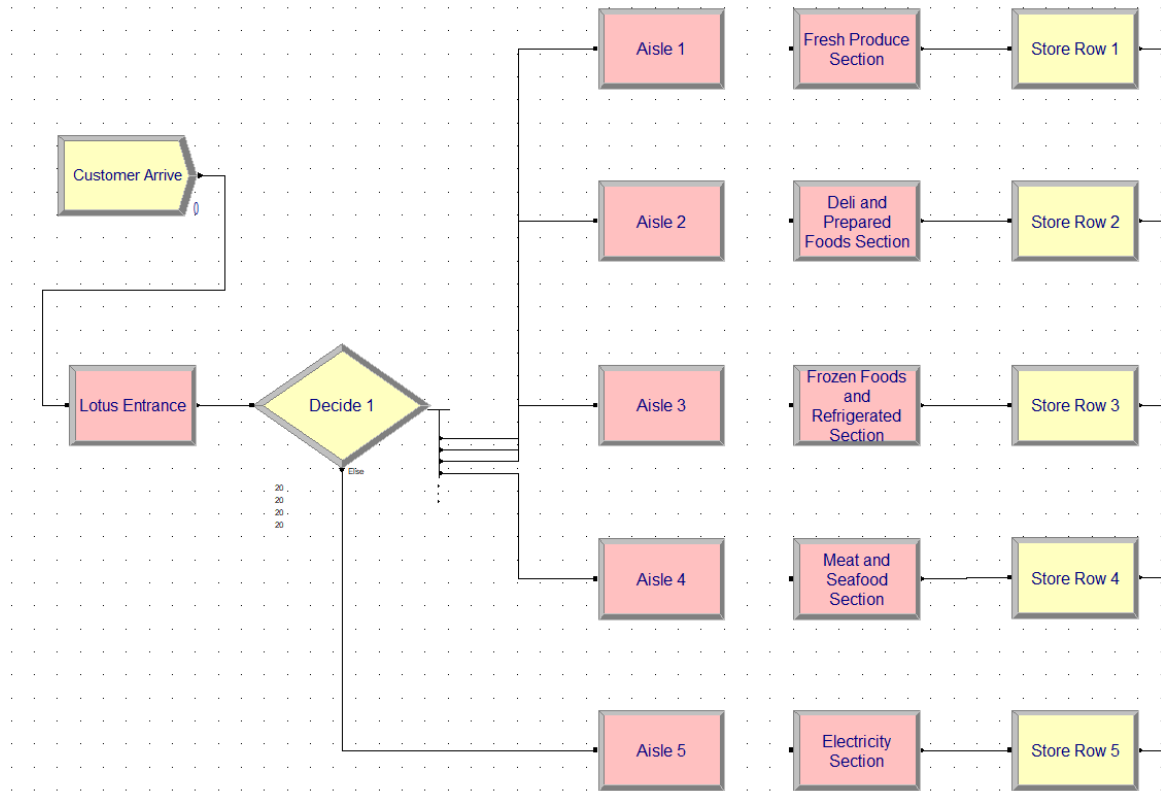 Aisle 1
Fresh Produce
Section
Store Row 1
Customer Arrive
0
Aisle 2
Deli and
Prepared
Foods Section
Store Row 2
Lotus Entrance
Decide 1
Aisle 3
Frozen Foods
and
Refrigerated
Section
Store Row 3
Else
20
20
20
20
Aisle 4
Meat and
Seafood
Section
Store Row 4
Aisle 5
Electricity
Section
Store Row 5